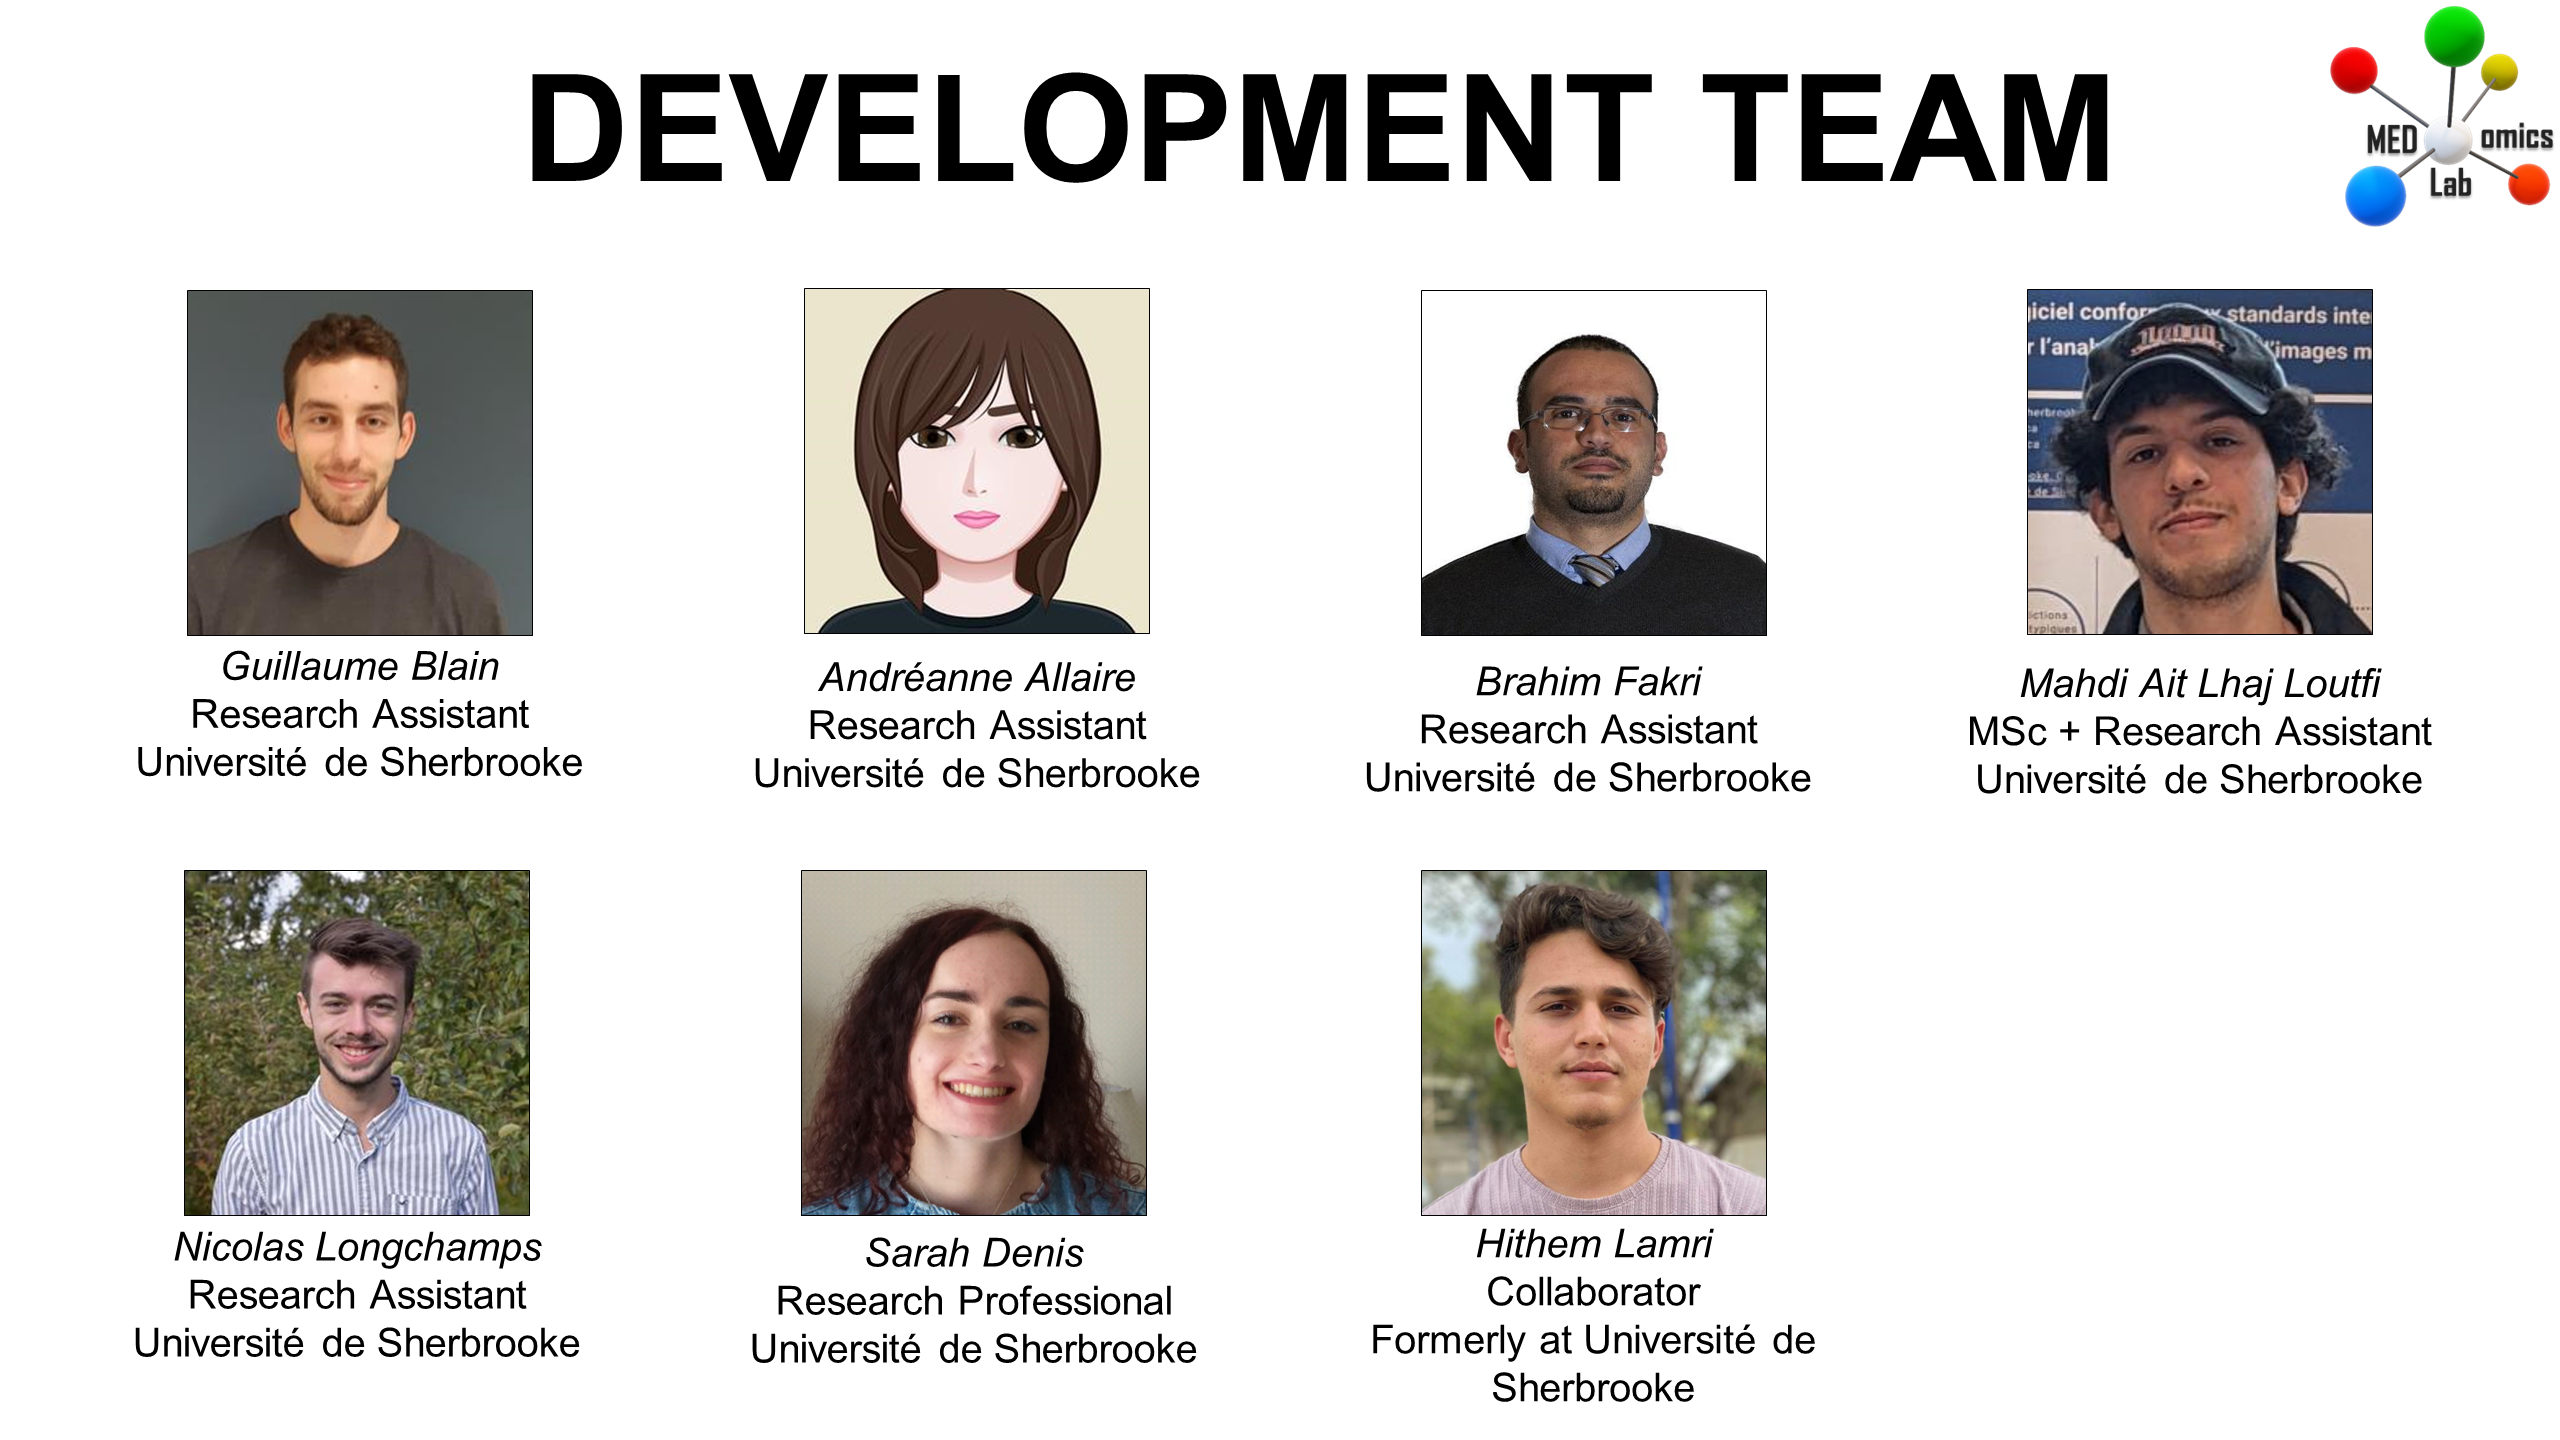 DEVELOPMENT TEAM
MED omics
Lab
iciel confor x standards inte
r l'anal l'images m
Guillaume Blain
Research Assistant
Université de Sherbrooke
Andréanne Allaire
Research Assistant
Université de Sherbrooke
Brahim Fakri
Research Assistant
Université de Sherbrooke
Mahdi Ait Lhaj Loutfi
MSc + Research Assistant
Université de Sherbrooke
Nicolas Longchamps
Research Assistant
Université de Sherbrooke
Sarah Denis
Research Professional
Université de Sherbrooke
Hithem Lamri
Collaborator
Formerly at Université de
Sherbrooke